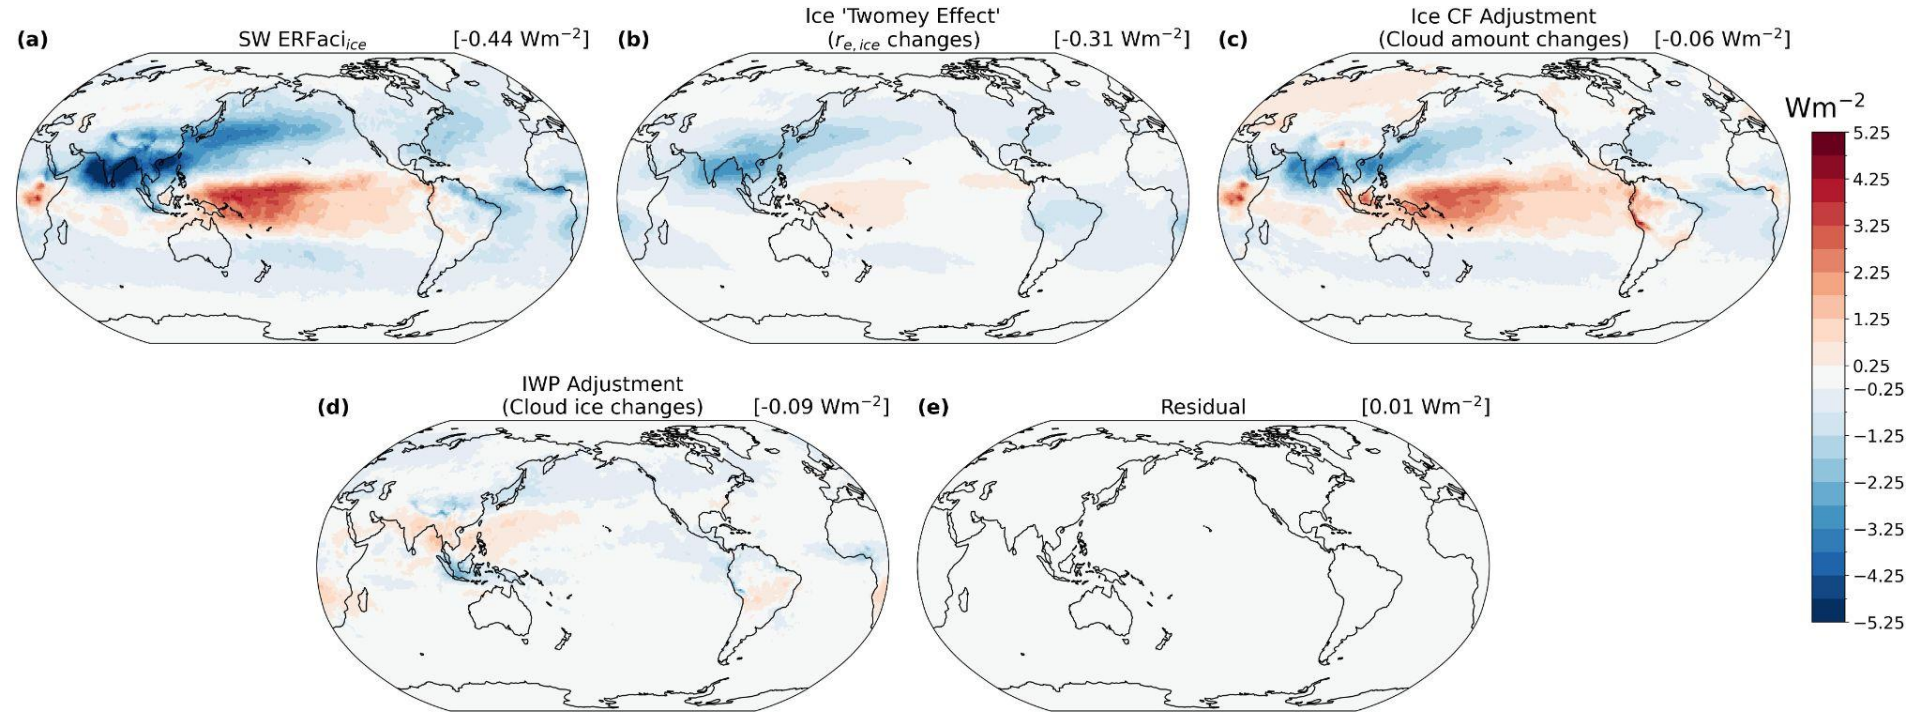 (a) SW ERFaci_ice [-0.44 Wm⁻²]
Ice 'Twomey Effect'
(b) (r_e, ice changes) [-0.31 Wm⁻²]
Ice CF Adjustment
(c) (Cloud amount changes) [-0.06 Wm⁻²]
Wm⁻²
5.25
4.25
3.25
2.25
1.25
0.25
−0.25
−1.25
−2.25
−3.25
−4.25
−5.25
IWP Adjustment
(d) (Cloud ice changes) [-0.09 Wm⁻²]
(e) Residual [0.01 Wm⁻²]